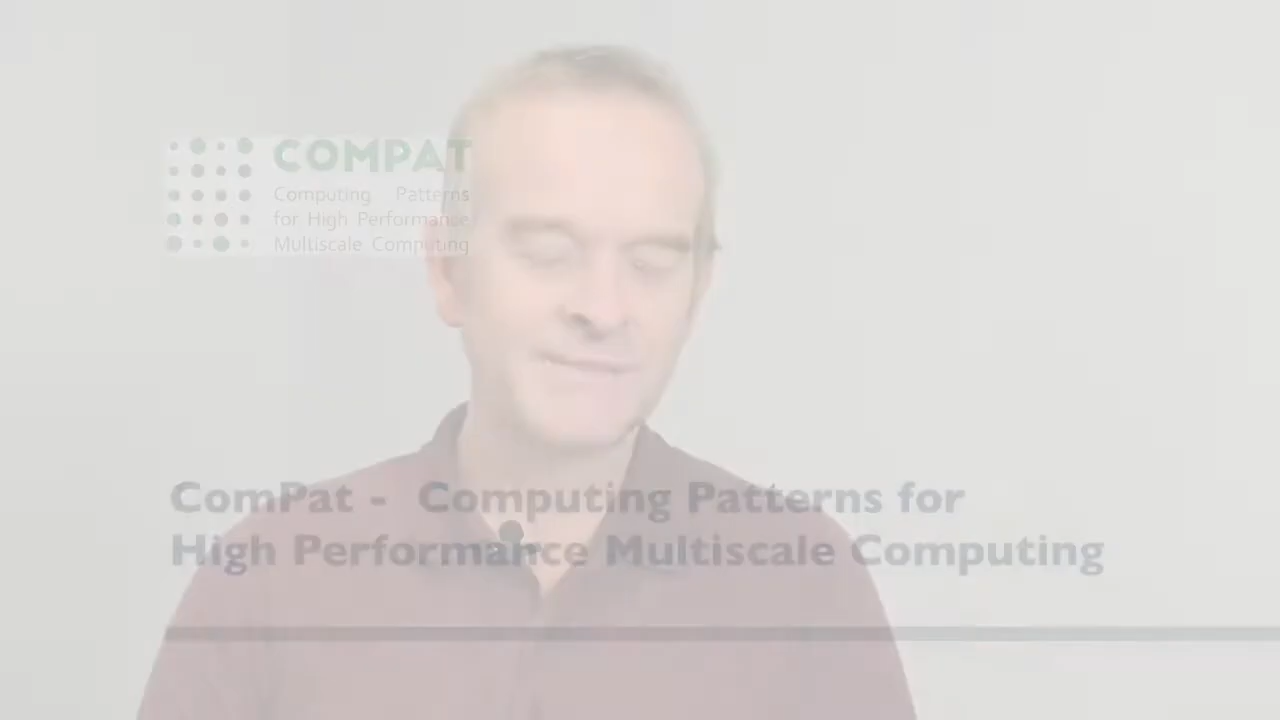 COMPAT
Computing Patterns
for High Performance
Multiscale Computing
ComPat - Computing Patterns for
High Performance Multiscale Computing